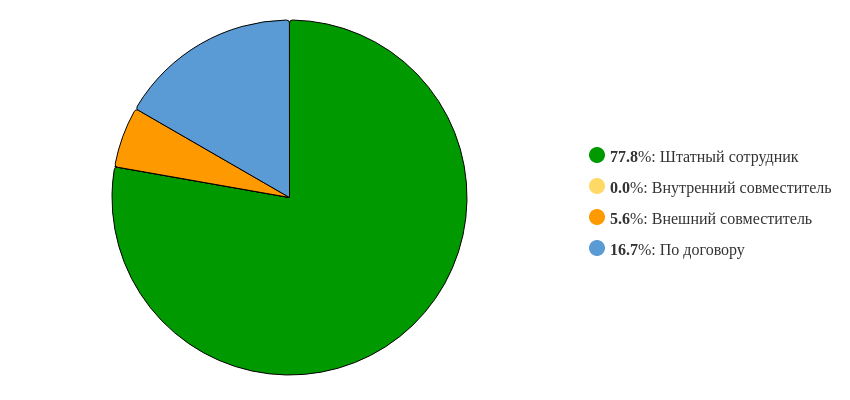 77.8%: Штатный сотрудник
0.0%: Внутренний совместитель
5.6%: Внешний совместитель
16.7%: По договору